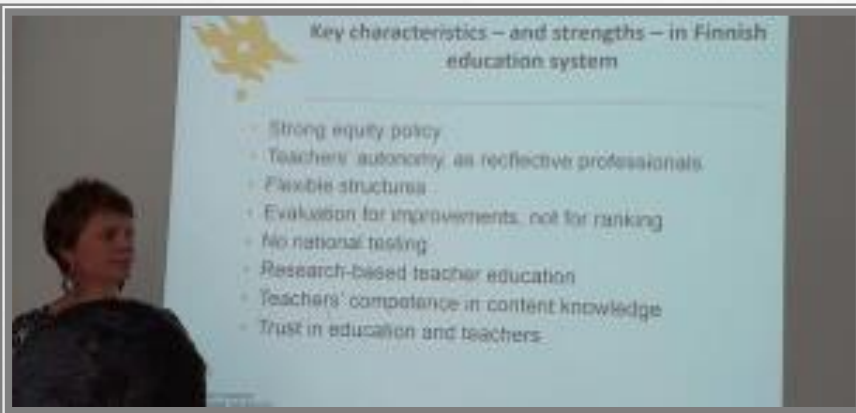 Key characteristics – and strengths – in Finnish
education system
Strong equity policy
Teachers' autonomy, as recflective professionals
Flexible structures
Evaluation for improvements, not for ranking
No national testing
Research-based teacher education
Teachers' competence in content knowledge
Trust in education and teachers